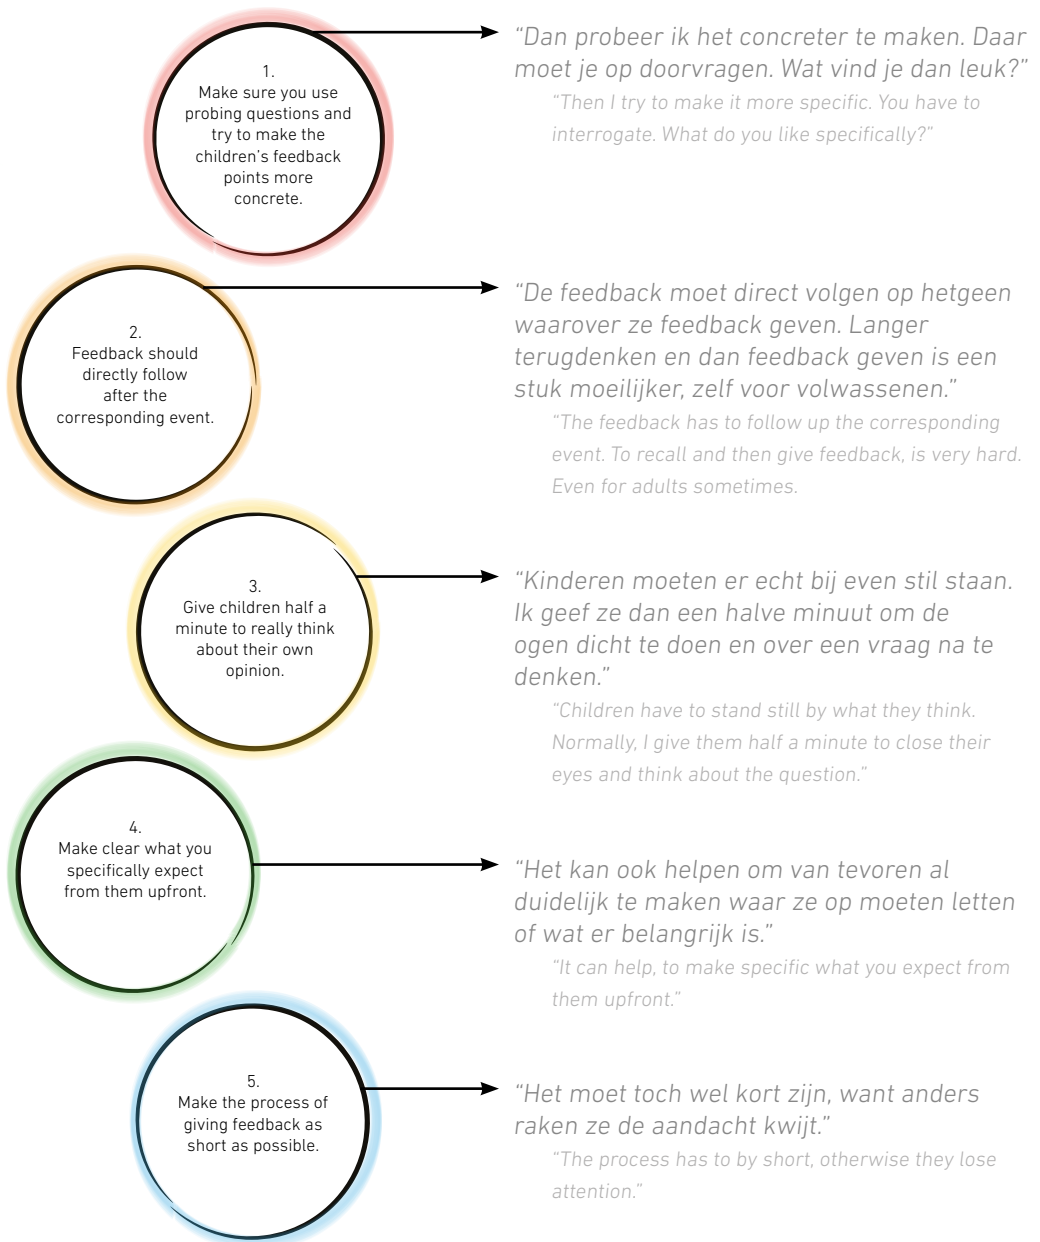 1.
Make sure you use
probing questions and
try to make the
children’s feedback
points more
concrete.
“Dan probeer ik het concreter te maken. Daar
moet je op doorvragen. Wat vind je dan leuk?”
“Then I try to make it more specific. You have to
interrogate. What do you like specifically?”
2.
Feedback should
directly follow
after the
corresponding event.
“De feedback moet direct volgen op hetgeen
waarover ze feedback geven. Langer
terugdenken en dan feedback geven is een
stuk moeilijker, zelf voor volwassenen.”
“The feedback has to follow up the corresponding
event. To recall and then give feedback, is very hard.
Even for adults sometimes.
3.
Give children half a
minute to really think
about their own
opinion.
“Kinderen moeten er echt bij even stil staan.
Ik geef ze dan een halve minuut om de
ogen dicht te doen en over een vraag na te
denken.”
“Children have to stand still by what they think.
Normally, I give them half a minute to close their
eyes and think about the question.”
4.
Make clear what you
specifically expect
from them upfront.
“Het kan ook helpen om van tevoren al
duidelijk te maken waar ze op moeten letten
of wat er belangrijk is.”
“It can help, to make specific what you expect from
them upfront.”
5.
Make the process of
giving feedback as
short as possible.
“Het moet toch wel kort zijn, want anders
raken ze de aandacht kwijt.”
“The process has to by short, otherwise they lose
attention.”